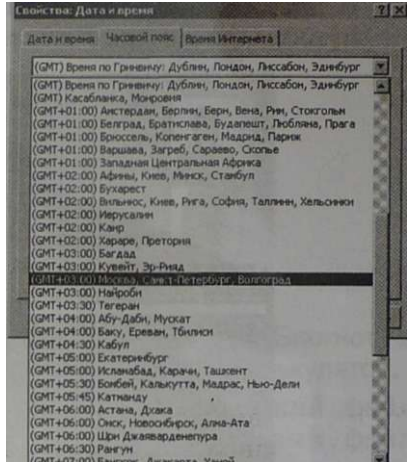 Свойства: Дата и время
Дата и время Часовой пояс Время Интернета
(GMT) Время по Гринвичу: Дублин, Лондон, Лиссабон, Эдинбург
(GMT) Время по Гринвичу: Дублин, Лондон, Лиссабон, Эдинбург
(GMT) Касабланка, Монровия
(GMT+01:00) Амстердам, Берлин, Берн, Вена, Рим, Стокгольм
(GMT+01:00) Белград, Братислава, Будапешт, Любляна, Прага
(GMT+01:00) Брюссель, Копенгаген, Мадрид, Париж
(GMT+01:00) Варшава, Загреб, Сараево, Скопье
(GMT+01:00) Западная Центральная Африка
(GMT+02:00) Афины, Киев, Минск, Стамбул
(GMT+02:00) Бухарест
(GMT+02:00) Вильнюс, Киев, Рига, София, Таллинн, Хельсинки
(GMT+02:00) Иерусалим
(GMT+02:00) Каир
(GMT+02:00) Хараре, Претория
(GMT+03:00) Багдад
(GMT+03:00) Кувейт, Эр-Рияд
(GMT+03:00) Москва, Санкт-Петербург, Волгоград
(GMT+03:00) Найроби
(GMT+03:30) Тегеран
(GMT+04:00) Абу-Даби, Мускат
(GMT+04:00) Баку, Ереван, Тбилиси
(GMT+04:30) Кабул
(GMT+05:00) Екатеринбург
(GMT+05:00) Исламабад, Карачи, Ташкент
(GMT+05:30) Бомбей, Калькутта, Мадрас, Нью-Дели
(GMT+05:45) Катманду
(GMT+06:00) Астана, Дхака
(GMT+06:00) Омск, Новосибирск, Алма-Ата
(GMT+06:00) Шри Джаяварденепура
(GMT+06:30) Рангун
(GMT+07:00) Бангкок, Джакарта, Ханой